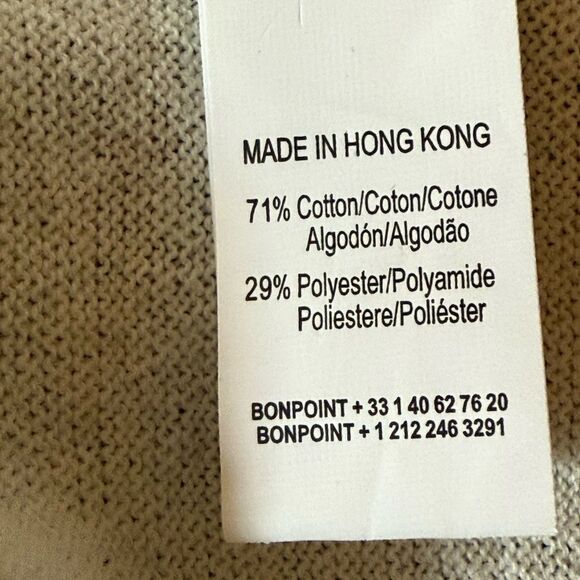 MADE IN HONG KONG
71% Cotton/Coton/Cotone
Algodón/Algodão
29% Polyester/Polyamide
Poliestere/Poliéster
BONPOINT + 33 1 40 62 76 20
BONPOINT + 1 212 246 3291